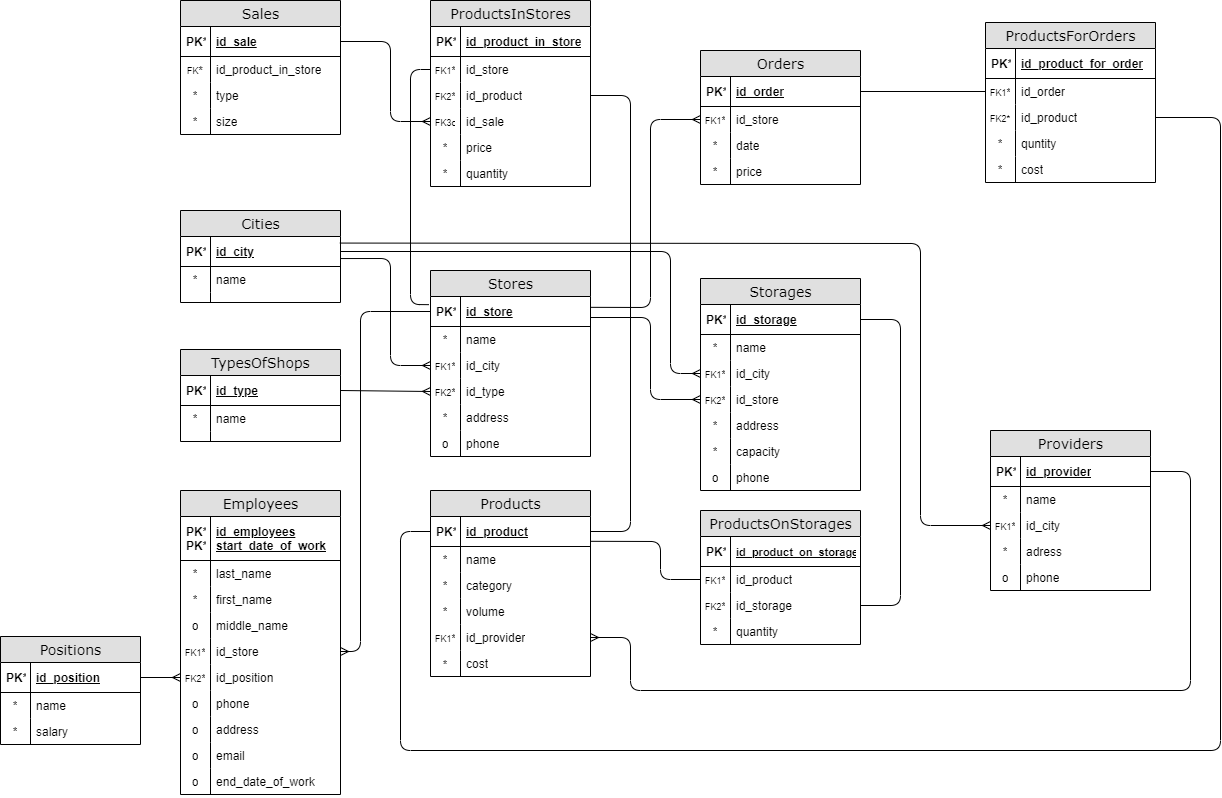 Sales
PK* id_sale
FK* id_product_in_store
* type
* size
ProductsInStores
PK* id_product_in_store
FK1* id_store
FK2* id_product
FK3c id_sale
* price
* quantity
Orders
PK* id_order
FK1* id_store
* date
* price
ProductsForOrders
PK* id_product_for_order
FK1* id_order
FK2* id_product
* quntity
* cost
Cities
PK* id_city
* name
Stores
PK* id_store
* name
FK1* id_city
FK2* id_type
* address
o phone
Storages
PK* id_storage
* name
FK1* id_city
FK2* id_store
* address
* capacity
o phone
TypesOfShops
PK* id_type
* name
Providers
PK* id_provider
* name
FK1* id_city
* adress
o phone
Employees
PK* id_employees
PK* start_date_of_work
* last_name
* first_name
o middle_name
FK1* id_store
FK2* id_position
o phone
o address
o email
o end_date_of_work
Products
PK* id_product
* name
* category
* volume
FK1* id_provider
* cost
ProductsOnStorages
PK* id_product_on_storage
FK1* id_product
FK2* id_storage
* quantity
Positions
PK* id_position
* name
* salary